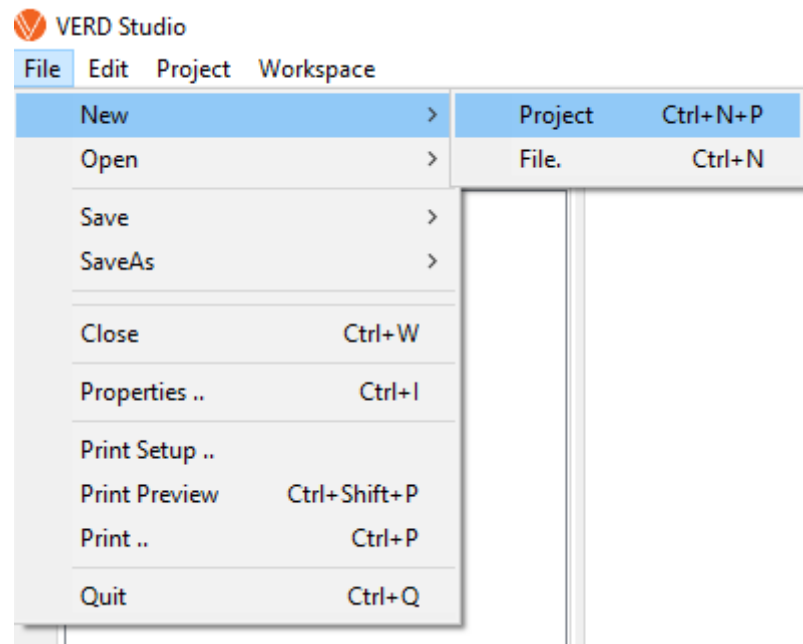 VERD Studio
File Edit Project Workspace
New > Project Ctrl+N+P
Open > File. Ctrl+N
Save >
SaveAs >
Close Ctrl+W
Properties .. Ctrl+I
Print Setup ..
Print Preview Ctrl+Shift+P
Print .. Ctrl+P
Quit Ctrl+Q